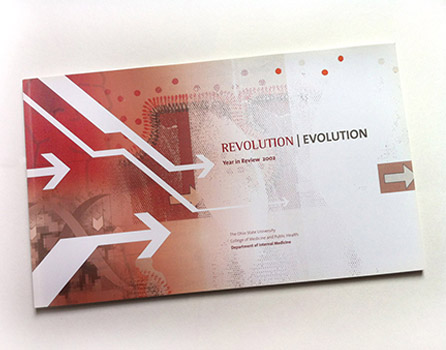 REVOLUTION | EVOLUTION
Year in Review 2002
The Ohio State University
College of Medicine and Public Health
Department of Internal Medicine